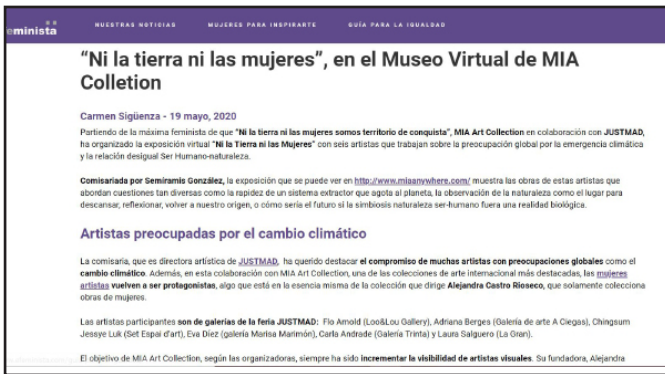 eminista NUESTRAS NOTICIAS MUJERES PARA INSPIRARTE GUÍA PARA LA IGUALDAD
“Ni la tierra ni las mujeres”, en el Museo Virtual de MIA
Colletion
Carmen Sigüenza - 19 mayo, 2020
Partiendo de la máxima feminista de que “Ni la tierra ni las mujeres somos territorio de conquista”, MIA Art Collection en colaboración con JUSTMAD,
ha organizado la exposición virtual “Ni la Tierra ni las Mujeres” con seis artistas que trabajan sobre la preocupación global por la emergencia climática
y la relación desigual Ser Humano-naturaleza.
Comisariada por Semíramis González, la exposición que se puede ver en http://www.miaanywhere.com/ muestra las obras de estas artistas que
abordan cuestiones tan diversas como la rapidez de un sistema extractor que agota al planeta, la observación de la naturaleza como el lugar para
descansar, reflexionar, volver a nuestro origen, o cómo sería el futuro si la simbiosis naturaleza ser-humano fuera una realidad biológica.
Artistas preocupadas por el cambio climático
La comisaria, que es directora artística de JUSTMAD, ha querido destacar el compromiso de muchas artistas con preocupaciones globales como el
cambio climático. Además, en esta colaboración con MIA Art Collection, una de las colecciones de arte internacional más destacadas, las mujeres
artistas vuelven a ser protagonistas, algo que está en la esencia misma de la colección que dirige Alejandra Castro Rioseco, que solamente colecciona
obras de mujeres.
Las artistas participantes son de galerías de la feria JUSTMAD: Flo Arnold (Loo&Lou Gallery), Adriana Berges (Galería de arte A Ciegas), Chingsum
Jessye Luk (Set Espai d'art), Eva Díez (galería Marisa Marimón), Carla Andrade (Galería Trinta) y Laura Salguero (La Gran).
El objetivo de MIA Art Collection, según las organizadoras, siempre ha sido incrementar la visibilidad de artistas visuales. Su fundadora, Alejandra